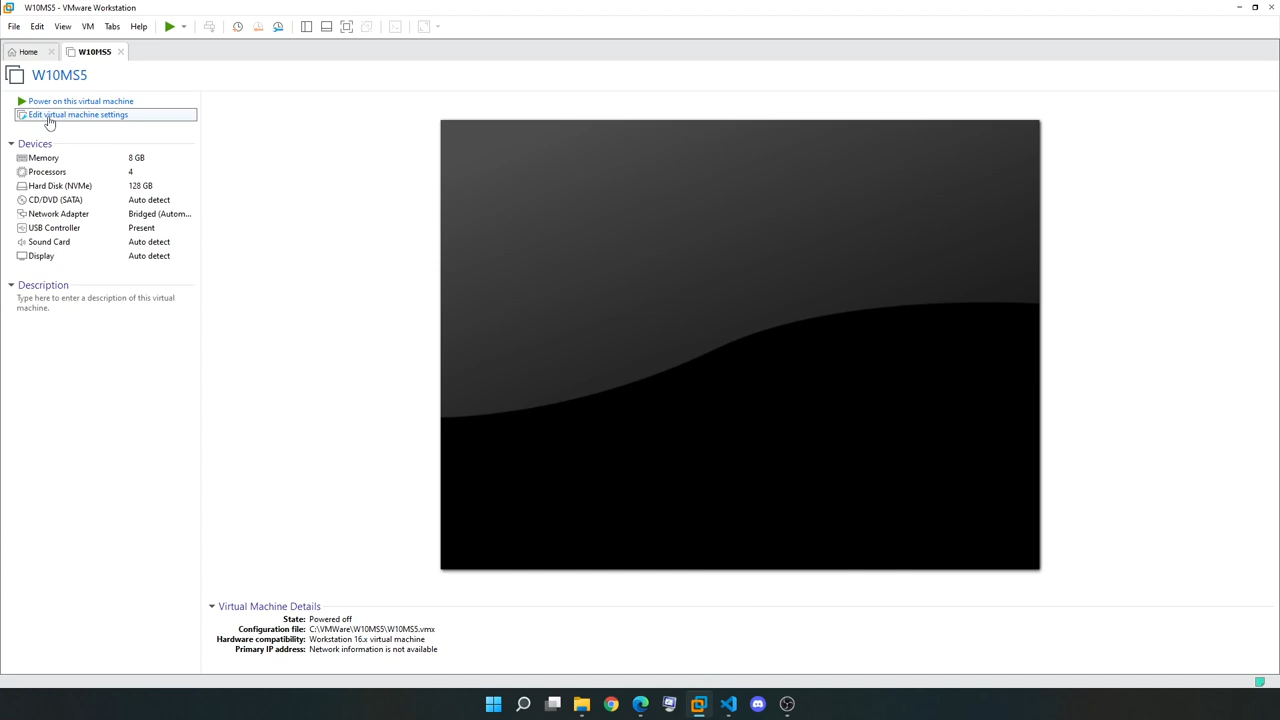 W10MS5 - VMware Workstation
File Edit View VM Tabs Help
Home W10MS5
W10MS5
Power on this virtual machine
Edit virtual machine settings
Devices
Memory 8 GB
Processors 4
Hard Disk (NVMe) 128 GB
CD/DVD (SATA) Auto detect
Network Adapter Bridged (Autom...
USB Controller Present
Sound Card Auto detect
Display Auto detect
Description
Type here to enter a description of this virtual
machine.
Virtual Machine Details
State: Powered off
Configuration file: C:\VMWare\W10MS5\W10MS5.vmx
Hardware compatibility: Workstation 16.x virtual machine
Primary IP address: Network information is not available